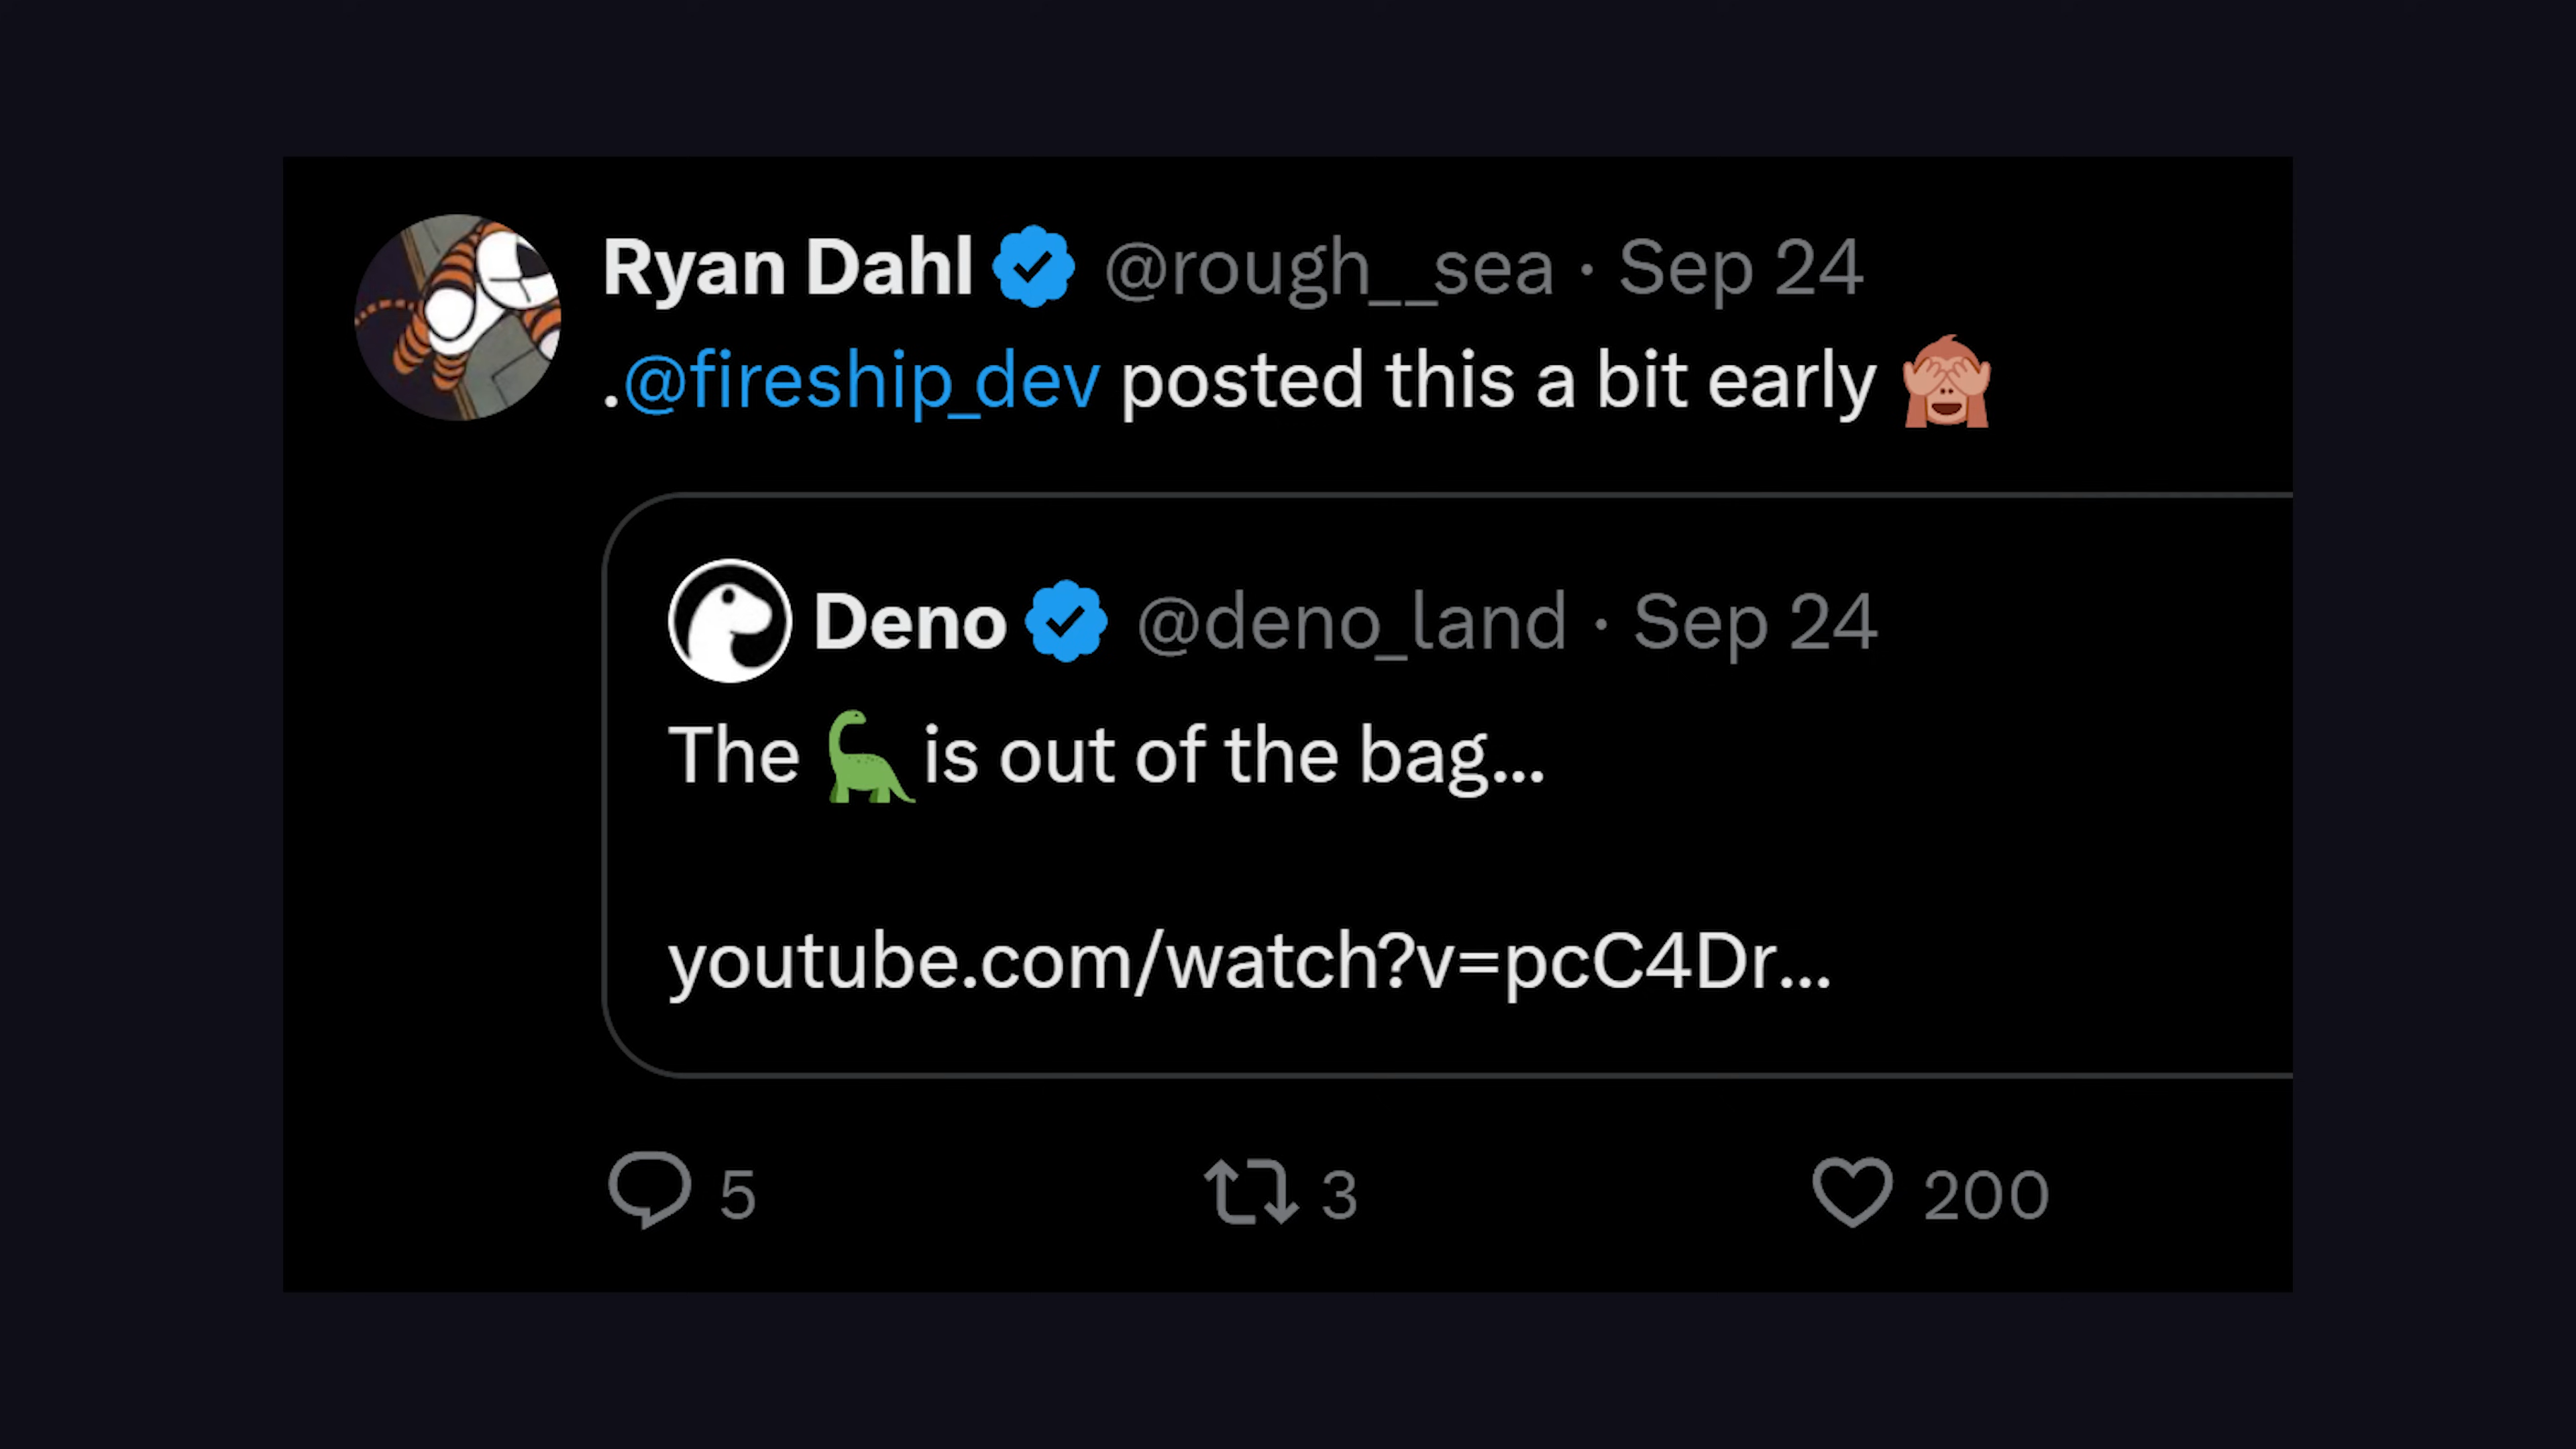 Ryan Dahl @rough__sea · Sep 24
.@fireship_dev posted this a bit early 🙈
Deno @deno_land · Sep 24
The 🦕 is out of the bag...
youtube.com/watch?v=pcC4Dr...
5 3 200